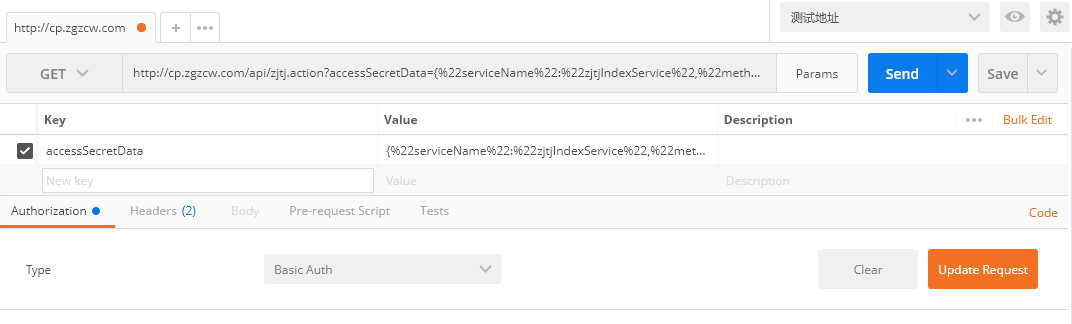 http://cp.zgzcw.com
测试地址
GET
http://cp.zgzcw.com/api/zjtj.action?accessSecretData={%22serviceName%22:%22zjtjIndexService%22,%22meth...
Params
Send
Save
Key
Value
Description
Bulk Edit
accessSecretData
{%22serviceName%22:%22zjtjIndexService%22,%22met...
New key
Value
Description
Authorization
Headers (2)
Body
Pre-request Script
Tests
Code
Type
Basic Auth
Clear
Update Request